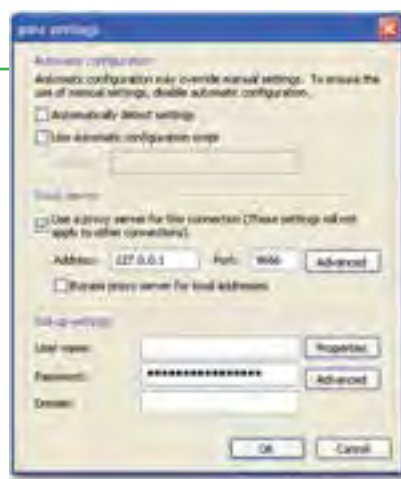 settings
Automatic configuration
Automatic configuration may override manual settings. To ensure the
use of manual settings, disable automatic configuration.
Automatically detect settings
Use automatic configuration script
Proxy server
Use a proxy server for this connection (These settings will not
apply to other connections).
Address: 127.0.0.1 Port: Advanced
Bypass proxy server for local addresses
Dial-up settings
User name: Properties
Password: Advanced
Domain:
OK Cancel